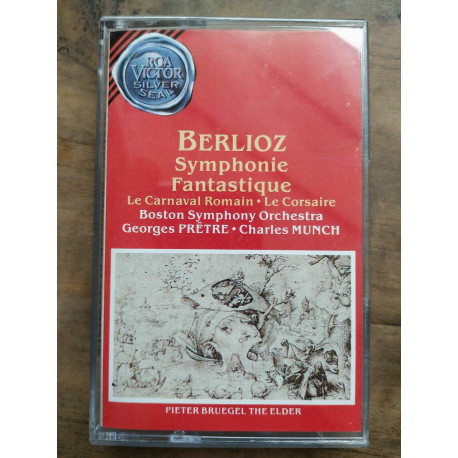 RCA
VICTOR
SILVER
SEAL
BERLIOZ
Symphonie
Fantastique
Le Carnaval Romain • Le Corsaire
Boston Symphony Orchestra
Georges PRÊTRE • Charles MUNCH
PIETER BRUEGEL THE ELDER